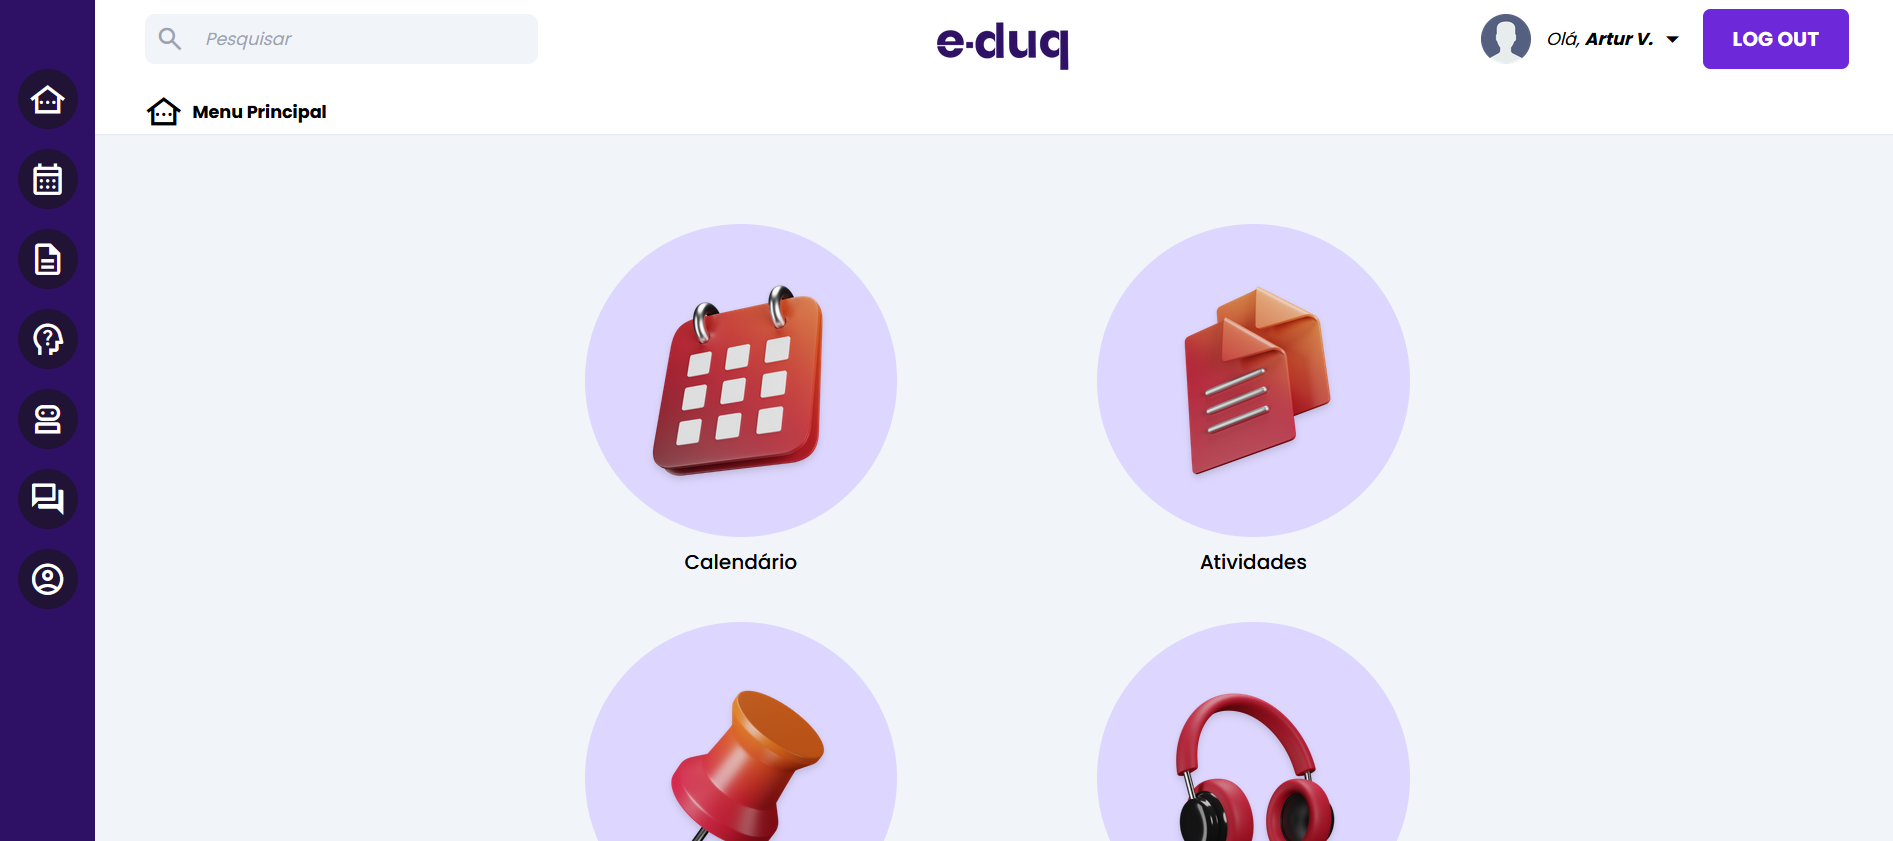 Pesquisar
e-duq
Olá, Artur V.
LOG OUT
Menu Principal
Calendário
Atividades